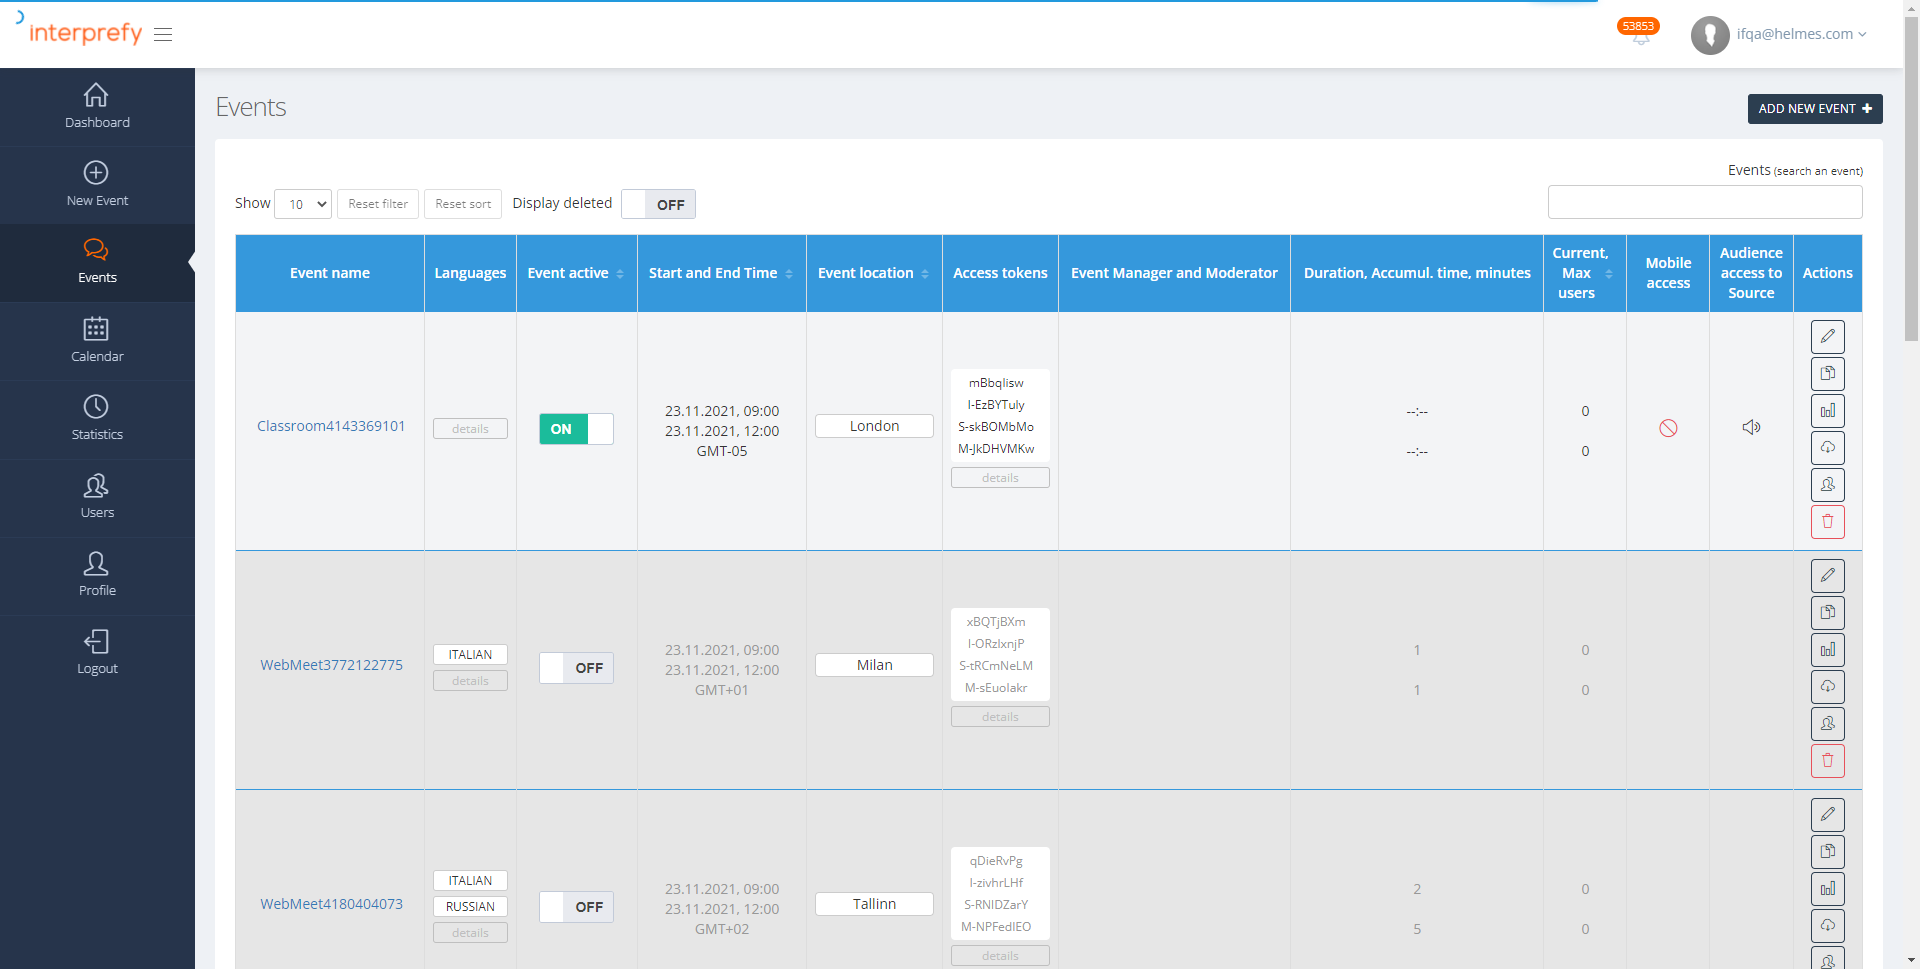 interprefy
53853
ifqa@helmes.com
Dashboard
New Event
Events
Calendar
Statistics
Users
Profile
Logout
Events
ADD NEW EVENT
Events (search an event)
Show 10 Reset filter Reset sort Display deleted OFF
Event name Languages Event active Start and End Time Event location Access tokens Event Manager and Moderator Duration, Accumul. time, minutes Current, Max users Mobile access Audience access to Source Actions
Classroom4143369101
details
ON
23.11.2021, 09:00
23.11.2021, 12:00
GMT-05
London
mBbqlisw
I-EzBYTuly
S-skBOMbMo
M-JkDHVMKw
details
--:--
--:--
0
0
WebMeet3772122775
ITALIAN
details
OFF
23.11.2021, 09:00
23.11.2021, 12:00
GMT+01
Milan
xBQTjBXm
I-ORzlxnjP
S-tRCmNeLM
M-sEuolakr
details
1
1
0
0
WebMeet4180404073
ITALIAN
RUSSIAN
details
OFF
23.11.2021, 09:00
23.11.2021, 12:00
GMT+02
Tallinn
qDieRvPg
I-zivhrLHf
S-RNIDZarY
M-NPFedIEO
details
2
5
0
0